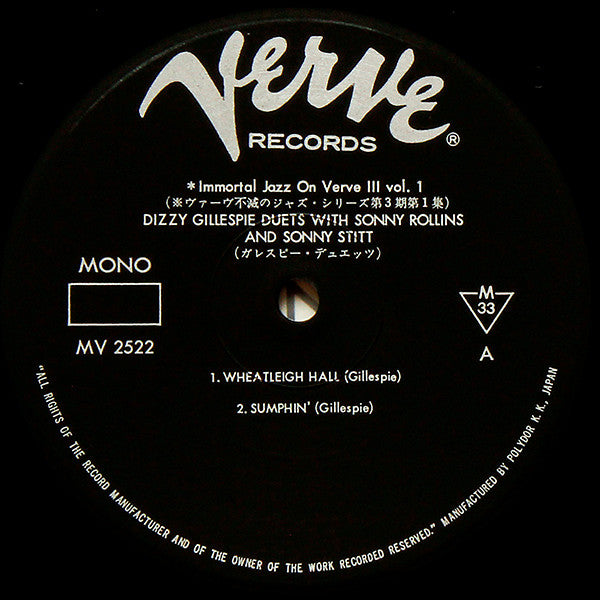 Verve
RECORDS®
*Immortal Jazz On Verve III vol. 1
(※ヴァーヴ不滅のジャズ・シリーズ第3期第1集)
DIZZY GILLESPIE DUETS WITH SONNY ROLLINS
AND SONNY STITT
(ガレスピー・デュエッツ)
MONO
MV 2522
M
33
A
1. WHEATLEIGH HALL (Gillespie)
2. SUMPHIN' (Gillespie)
"ALL RIGHTS OF THE RECORD MANUFACTURER AND OF THE OWNER OF THE WORK RECORDED RESERVED." MANUFACTURED BY POLYDOR K. K., JAPAN